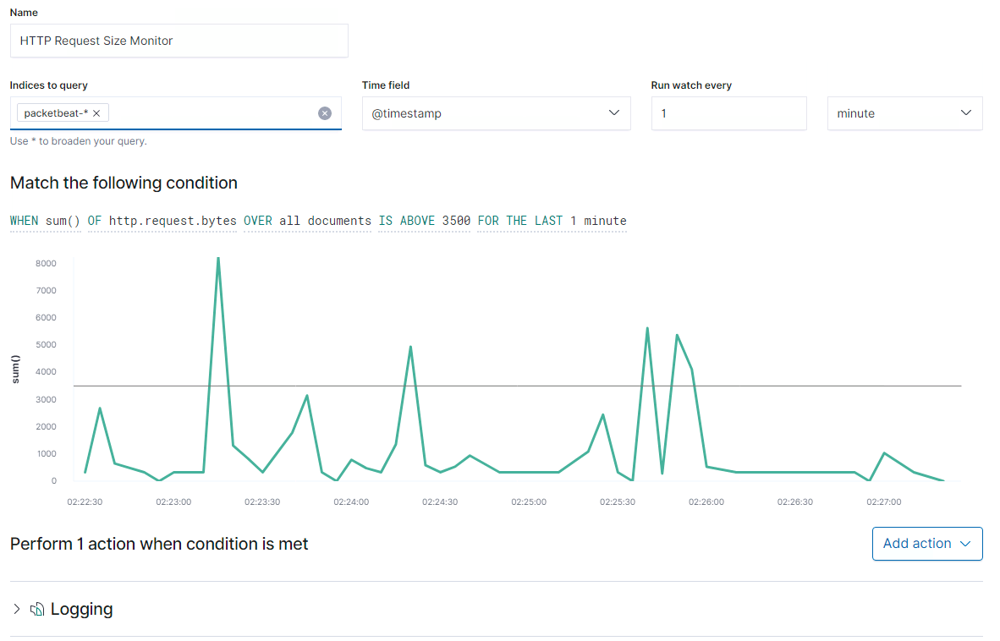 Name
HTTP Request Size Monitor
Indices to query
Time field
Run watch every
packetbeat-*
@timestamp
1
minute
Use * to broaden your query.
Match the following condition
WHEN sum() OF http.request.bytes OVER all documents IS ABOVE 3500 FOR THE LAST 1 minute
8000
7000
6000
5000
4000
3000
2000
1000
0
sum()
02:22:30
02:23:00
02:23:30
02:24:00
02:24:30
02:25:00
02:25:30
02:26:00
02:26:30
02:27:00
Perform 1 action when condition is met
Add action
Logging